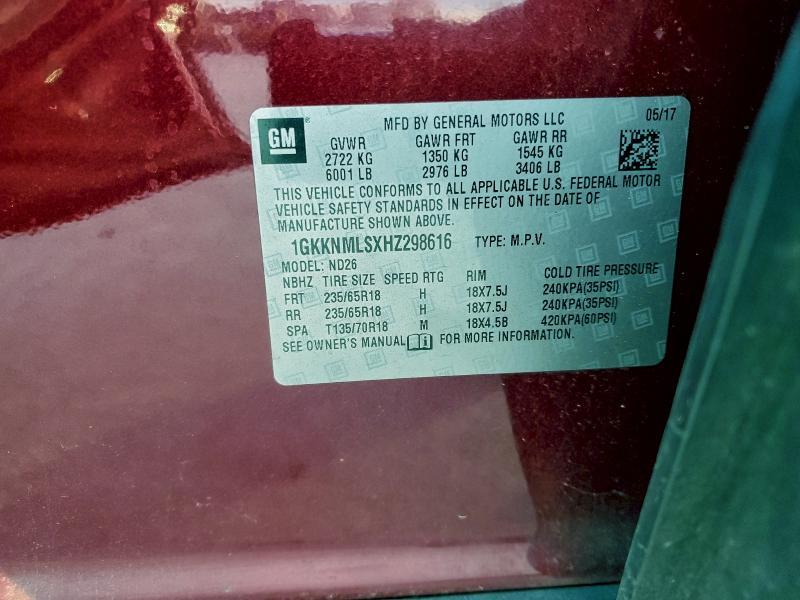 MFD BY GENERAL MOTORS LLC 05/17
GM
GVWR GAWR FRT GAWR RR
2722 KG 1350 KG 1545 KG
6001 LB 2976 LB 3406 LB
THIS VEHICLE CONFORMS TO ALL APPLICABLE U.S. FEDERAL MOTOR
VEHICLE SAFETY STANDARDS IN EFFECT ON THE DATE OF
MANUFACTURE SHOWN ABOVE.
1GKKNMLSXHZ298616 TYPE: M.P.V.
MODEL: ND26
NBHZ TIRE SIZE SPEED RTG RIM COLD TIRE PRESSURE
FRT 235/65R18 H 18X7.5J 240KPA(35PSI)
RR 235/65R18 H 18X7.5J 240KPA(35PSI)
SPA T135/70R18 M 18X4.5B 420KPA(60PSI)
SEE OWNER'S MANUAL FOR MORE INFORMATION.